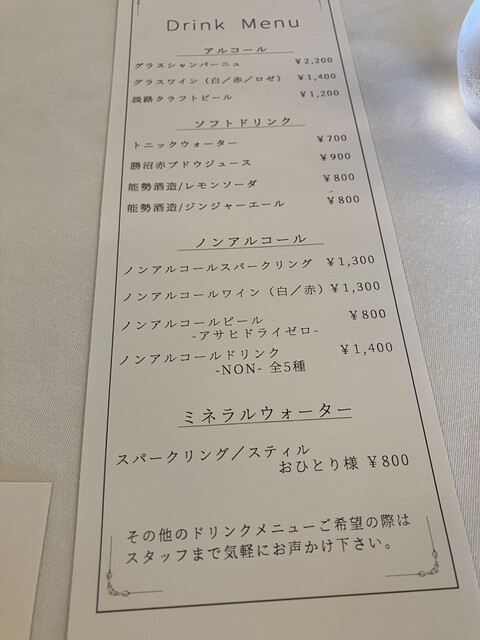 Drink Menu
アルコール
グラスシャンパーニュ ￥2,200
グラスワイン（白／赤／ロゼ） ￥1,400
淡路クラフトビール ￥1,200
ソフトドリンク
トニックウォーター ￥700
勝沼赤ブドウジュース ￥900
能勢酒造/レモンソーダ ￥800
能勢酒造/ジンジャーエール ￥800
ノンアルコール
ノンアルコールスパークリング ￥1,300
ノンアルコールワイン（白／赤）￥1,300
ノンアルコールビール ￥800
-アサヒドライゼロ-
ノンアルコールドリンク ￥1,400
-NON- 全5種
ミネラルウォーター
スパークリング／スティル
おひとり様 ￥800
その他のドリンクメニューご希望の際は
スタッフまで気軽にお声かけ下さい。